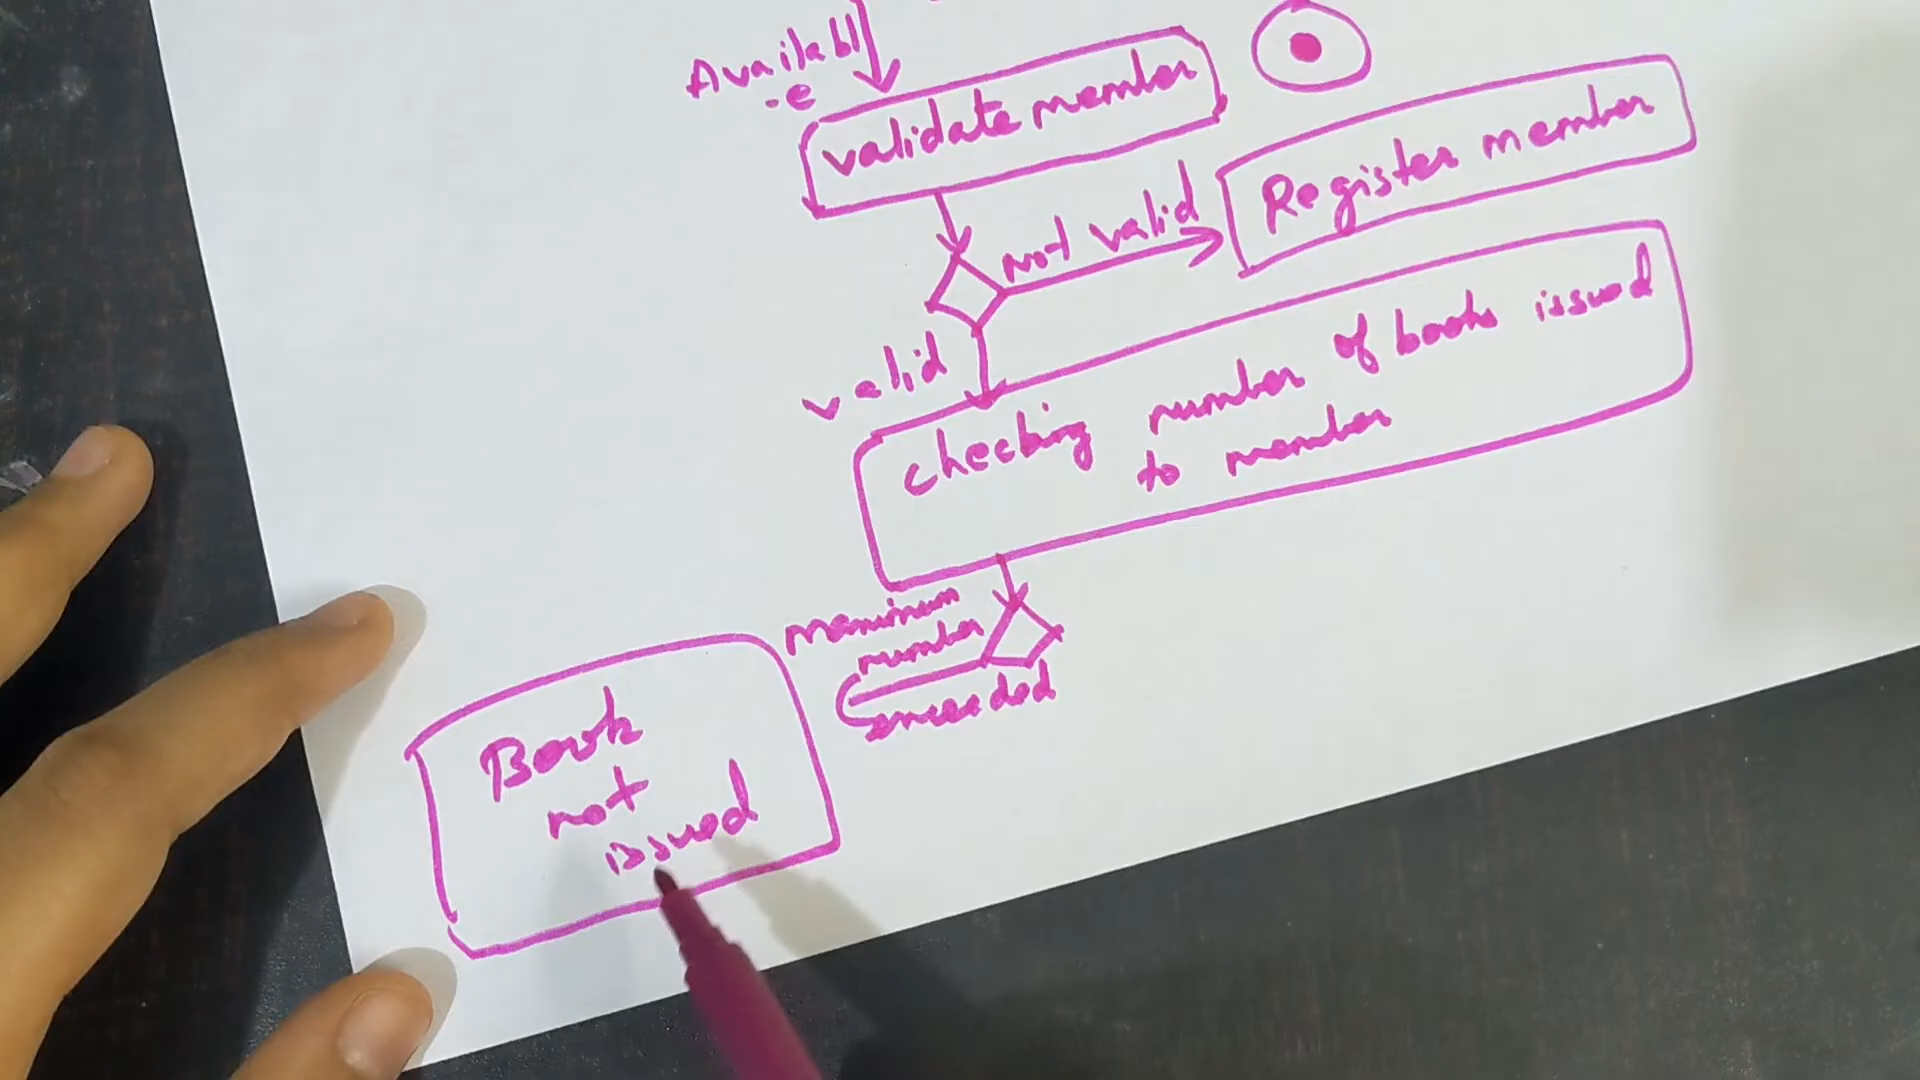 Availabl
-e
validate member
Register member
not valid
valid
checking number of books issued
to member
maximum
number
exceeded
Book
not
issued